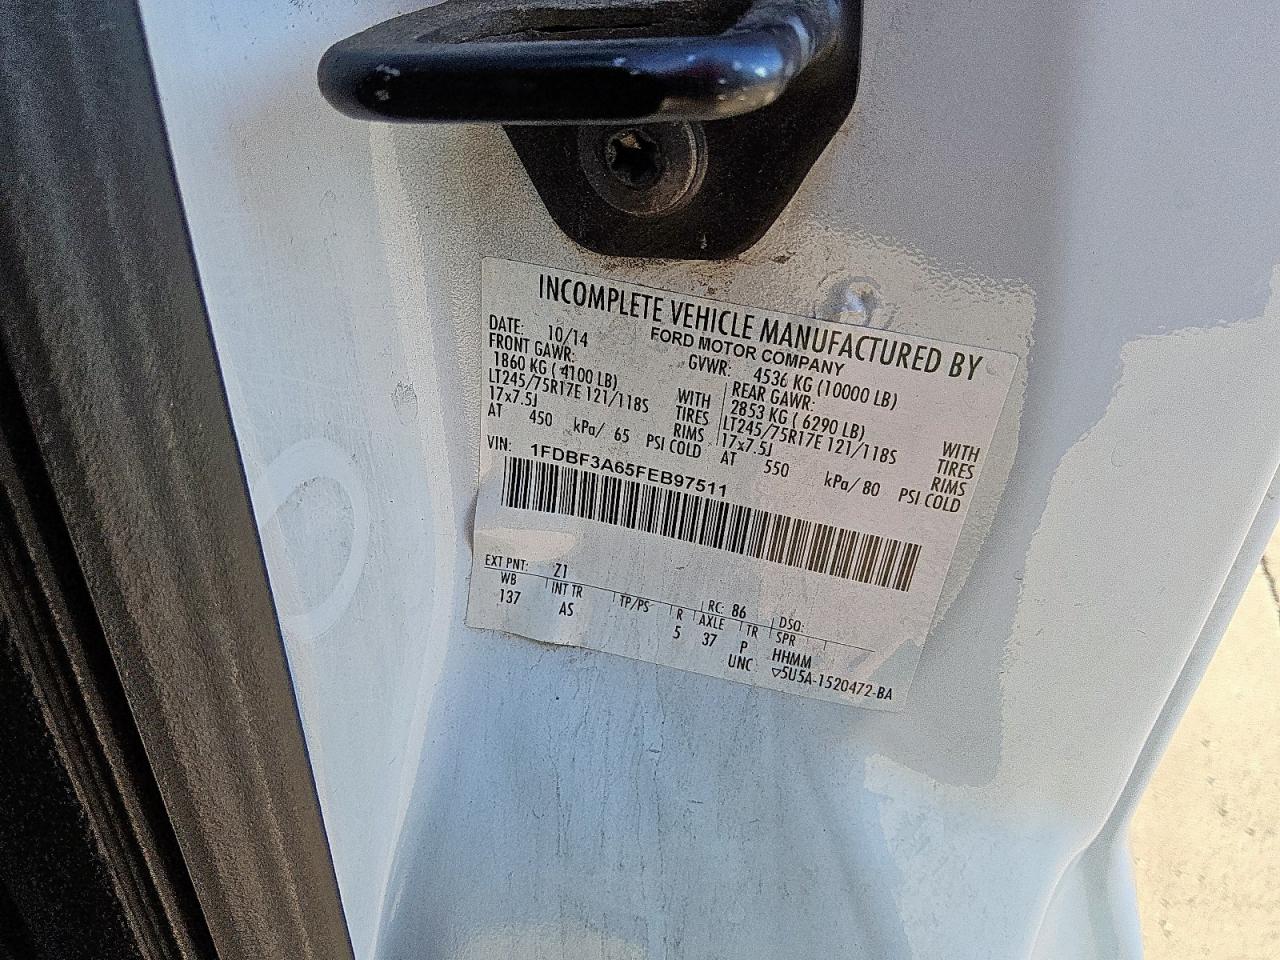 INCOMPLETE VEHICLE MANUFACTURED BY
FORD MOTOR COMPANY
DATE: 10/14 GVWR: 4536 KG (10000 LB)
FRONT GAWR: REAR GAWR:
1860 KG ( 4100 LB) WITH 2853 KG ( 6290 LB) WITH
LT245/75R17E 121/118S TIRES LT245/75R17E 121/118S TIRES
17x7.5J RIMS 17x7.5J RIMS
AT 450 kPa/ 65 PSI COLD AT 550 kPa/ 80 PSI COLD
VIN: 1FDBF3A65FEB97511
EXT PNT: Z1 RC: 86 DSO:
WB INT TR TP/PS R AXLE TR SPR
137 AS 5 37 P HHMM
UNC ▽5U5A-1520472-BA